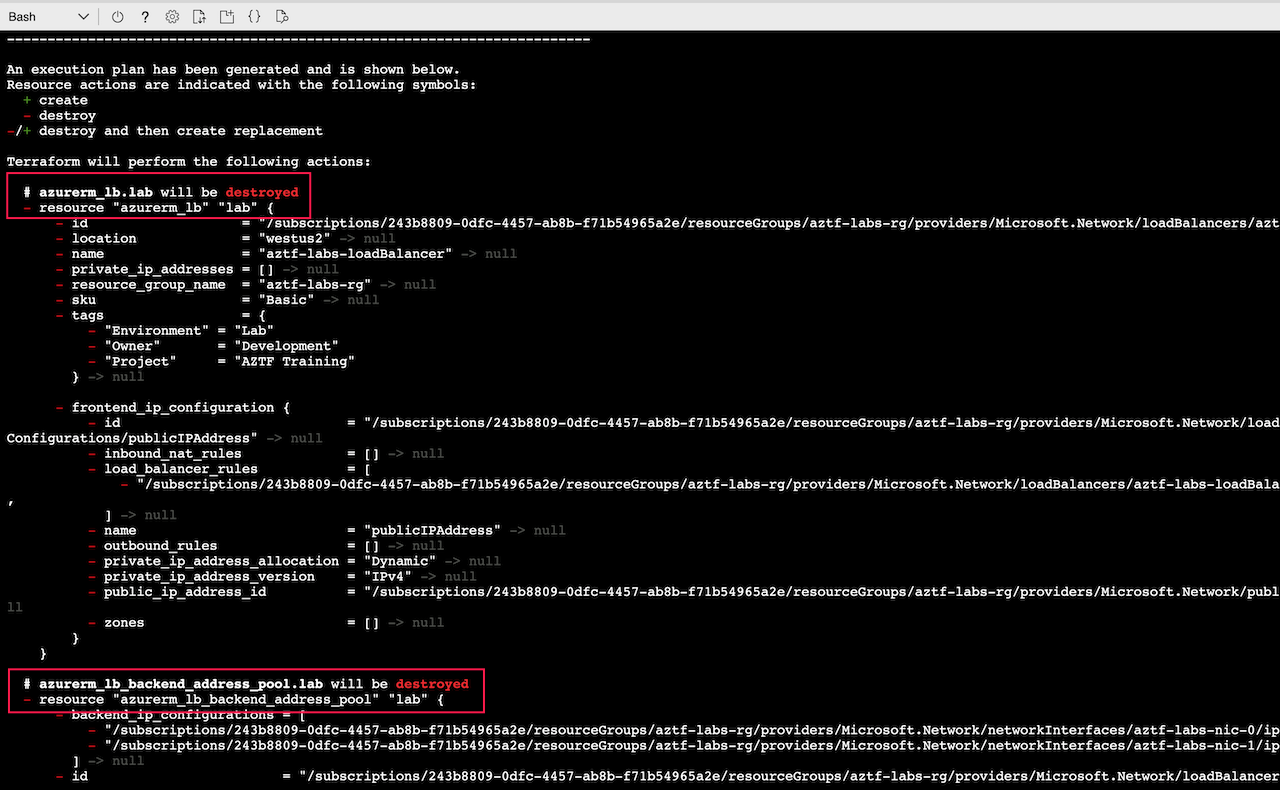 Bash
?
{}
------------------------------------------------------------------------
An execution plan has been generated and is shown below.
Resource actions are indicated with the following symbols:
  + create
  - destroy
-/+ destroy and then create replacement
Terraform will perform the following actions:
  # azurerm_lb.lab will be destroyed
  - resource "azurerm_lb" "lab" {
      - id                   = "/subscriptions/243b8809-0dfc-4457-ab8b-f71b54965a2e/resourceGroups/aztf-labs-rg/providers/Microsoft.Network/loadBalancers/azt
      - location             = "westus2" -> null
      - name                 = "aztf-labs-loadBalancer" -> null
      - private_ip_addresses = [] -> null
      - resource_group_name  = "aztf-labs-rg" -> null
      - sku                  = "Basic" -> null
      - tags                 = {
          - "Environment" = "Lab"
          - "Owner"       = "Development"
          - "Project"     = "AZTF Training"
        } -> null
      - frontend_ip_configuration {
          - id                            = "/subscriptions/243b8809-0dfc-4457-ab8b-f71b54965a2e/resourceGroups/aztf-labs-rg/providers/Microsoft.Network/load
Configurations/publicIPAddress" -> null
          - inbound_nat_rules             = [] -> null
          - load_balancer_rules           = [
              - "/subscriptions/243b8809-0dfc-4457-ab8b-f71b54965a2e/resourceGroups/aztf-labs-rg/providers/Microsoft.Network/loadBalancers/aztf-labs-loadBala
,
            ] -> null
          - name                          = "publicIPAddress" -> null
          - outbound_rules                = [] -> null
          - private_ip_address_allocation = "Dynamic" -> null
          - private_ip_address_version    = "IPv4" -> null
          - public_ip_address_id          = "/subscriptions/243b8809-0dfc-4457-ab8b-f71b54965a2e/resourceGroups/aztf-labs-rg/providers/Microsoft.Network/publ
ll
          - zones                         = [] -> null
        }
    }
  # azurerm_lb_backend_address_pool.lab will be destroyed
  - resource "azurerm_lb_backend_address_pool" "lab" {
      - backend_ip_configurations = [
          - "/subscriptions/243b8809-0dfc-4457-ab8b-f71b54965a2e/resourceGroups/aztf-labs-rg/providers/Microsoft.Network/networkInterfaces/aztf-labs-nic-0/ip
          - "/subscriptions/243b8809-0dfc-4457-ab8b-f71b54965a2e/resourceGroups/aztf-labs-rg/providers/Microsoft.Network/networkInterfaces/aztf-labs-nic-1/ip
        ] -> null
      - id                        = "/subscriptions/243b8809-0dfc-4457-ab8b-f71b54965a2e/resourceGroups/aztf-labs-rg/providers/Microsoft.Network/loadBalancer